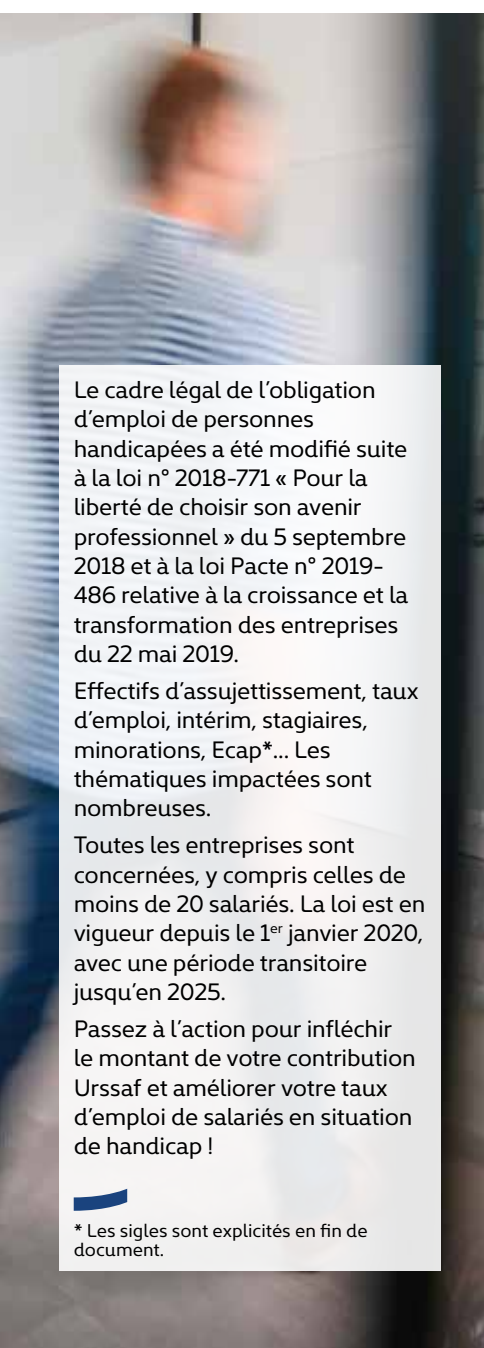 Le cadre légal de l’obligation
d’emploi de personnes
handicapées a été modifié suite
à la loi n° 2018-771 « Pour la
liberté de choisir son avenir
professionnel » du 5 septembre
2018 et à la loi Pacte n° 2019-
486 relative à la croissance et la
transformation des entreprises
du 22 mai 2019.
Effectifs d’assujettissement, taux
d’emploi, intérim, stagiaires,
minorations, Ecap*... Les
thématiques impactées sont
nombreuses.
Toutes les entreprises sont
concernées, y compris celles de
moins de 20 salariés. La loi est en
vigueur depuis le 1er janvier 2020,
avec une période transitoire
jusqu’en 2025.
Passez à l’action pour infléchir
le montant de votre contribution
Urssaf et améliorer votre taux
d’emploi de salariés en situation
de handicap !
* Les sigles sont explicités en fin de
document.